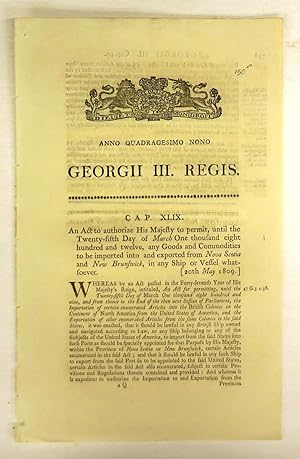 150
DIEU ET MON DROIT
ANNO QUADRAGESIMO NONO
GEORGII III. REGIS.
CAP. XLIX.
An Act to authorize His Majesty to permit, until the
Twenty-fifth Day of March One thousand eight
hundred and twelve, any Goods and Commodities
to be imported into and exported from Nova Scotia
and New Brunswick, in any Ship or Vessel what-
soever. [20th May 1809.]
WHEREAS by an Act passed in the Forty-seventh Year of His
Majesty's Reign, intituled, An Act for permitting, until the
Twenty-fifth Day of March One thousand eight hundred and
nine, and from thence to the End of the then next Session of Parliament, the
Importation of certain enumerated Articles into the British Colonies on the
Continent of North America from the United States of America, and the
Exportation of other enumerated Articles from the same Colonies to the said
States, it was enacted, that it should be lawful in any British Ship owned
and navigated according to Law, or any Ship belonging to any of the
Subjects of the United States of America, to import from the said States into
such Ports as should be specially appointed for that Purpose by His Majesty,
within the Province of Nova Scotia or New Brunswick, certain Articles
enumerated in the said Act; and that it should be lawful in any such Ship
to export from the said Port so to be appointed to the said United States,
certain Articles in the said Act also enumerated, subject to certain Pro-
visions and Regulations therein contained provided: And whereas it
is expedient to authorize the Importation to and Exportation from the
Provinces